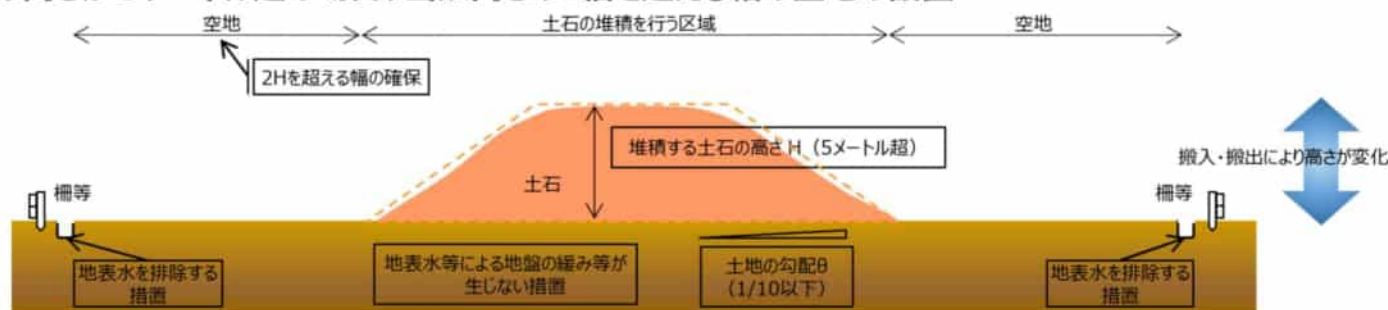 空地
土石の堆積を行う区域
空地
2Hを超える幅の確保
堆積する土石の高さH（5メートル超）
搬入・搬出により高さが変化
土石
柵等
柵等
地表水を排除する
措置
地表水等による地盤の緩み等が
生じない措置
土地の勾配θ
（1/10以下）
地表水を排除する
措置